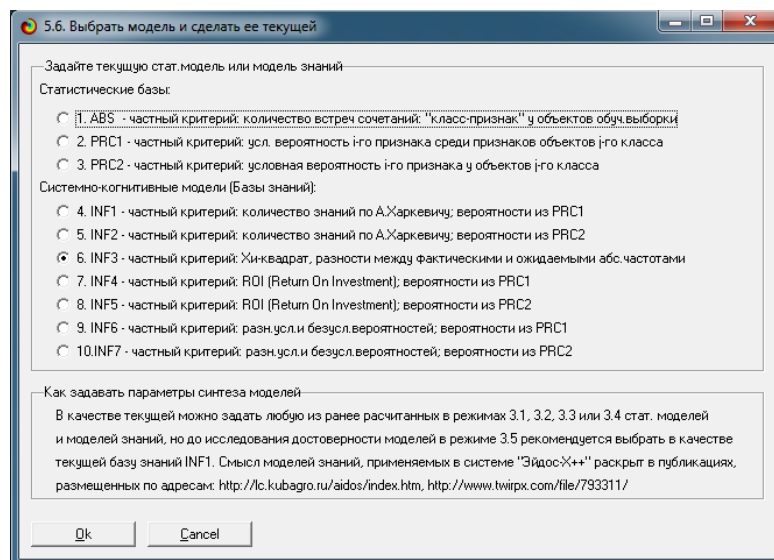 5.6. Выбрать модель и сделать ее текущей
Задайте текущую стат.модель или модель знаний
Статистические базы:
1. ABS - частный критерий: количество встреч сочетаний: "класс-признак" у объектов обуч.выборки
2. PRC1 - частный критерий: усл. вероятность i-го признака среди признаков объектов j-го класса
3. PRC2 - частный критерий: условная вероятность i-го признака у объектов j-го класса
Системно-когнитивные модели (Базы знаний):
4. INF1 - частный критерий: количество знаний по А.Харкевичу; вероятности из PRC1
5. INF2 - частный критерий: количество знаний по А.Харкевичу; вероятности из PRC2
6. INF3 - частный критерий: Хи-квадрат, разности между фактическими и ожидаемыми абс.частотами
7. INF4 - частный критерий: ROI (Return On Investment); вероятности из PRC1
8. INF5 - частный критерий: ROI (Return On Investment); вероятности из PRC2
9. INF6 - частный критерий: разн.усл.и безусл.вероятностей; вероятности из PRC1
10.INF7 - частный критерий: разн.усл.и безусл.вероятностей; вероятности из PRC2
Как задавать параметры синтеза моделей
В качестве текущей можно задать любую из ранее расчитанных в режимах 3.1, 3.2, 3.3 или 3.4 стат. моделей
и моделей знаний, но до исследования достоверности моделей в режиме 3.5 рекомендуется выбрать в качестве
текущей базу знаний INF1. Смысл моделей знаний, применяемых в системе "Эйдос-Х++" раскрыт в публикациях,
размещенных по адресам: http://lc.kubagro.ru/aidos/index.htm, http://www.twirpx.com/file/793311/
Ok
Cancel